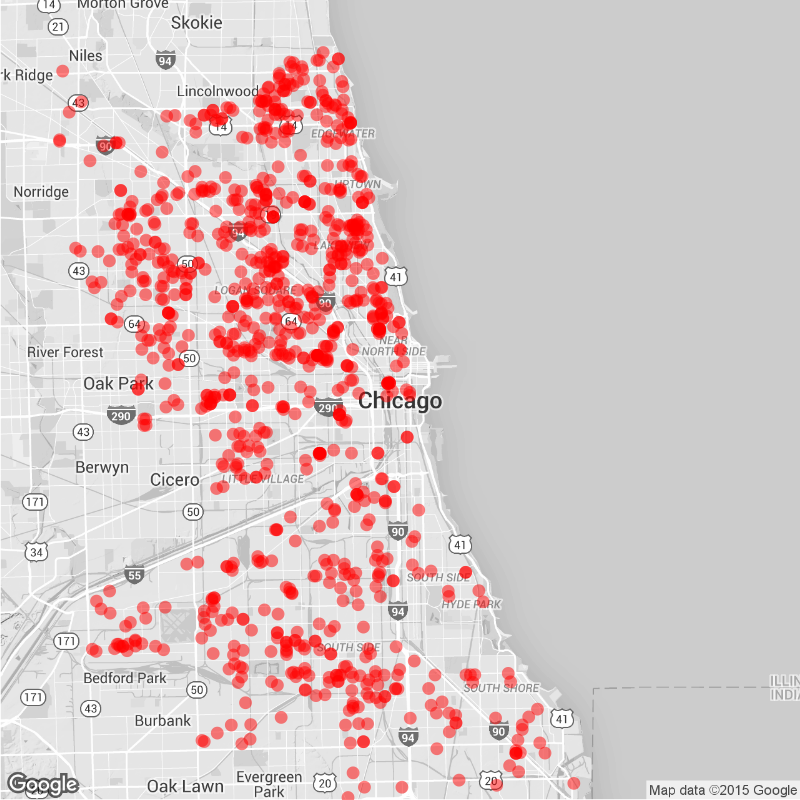 14
Morton Grove
21
Skokie
Niles
94
rk Ridge
Lincolnwood
43
14
14
EDGEWATER
90
UPTOWN
Norridge
94
LAKEVIEW
50
43
41
LOGAN SQUARE
90
64
64
NEAR
NORTH SIDE
River Forest
50
Oak Park
Chicago
290
290
43
Berwyn
Cicero
LITTLE VILLAGE
171
50
90
34
41
55
SOUTH SIDE
HYDE PARK
94
171
SOUTH SIDE
Bedford Park
ILLIN
INDIA
171
50
SOUTH SHORE
43
Burbank
41
90
94
Google
Oak Lawn
Evergreen
Park
20
20
Map data ©2015 Google